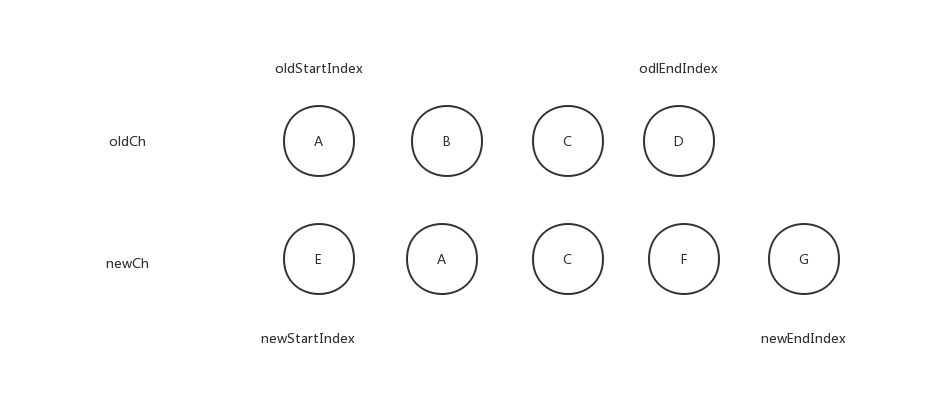 oldStartIndex odlEndIndex
oldCh A B C D
newCh E A C F G
newStartIndex newEndIndex